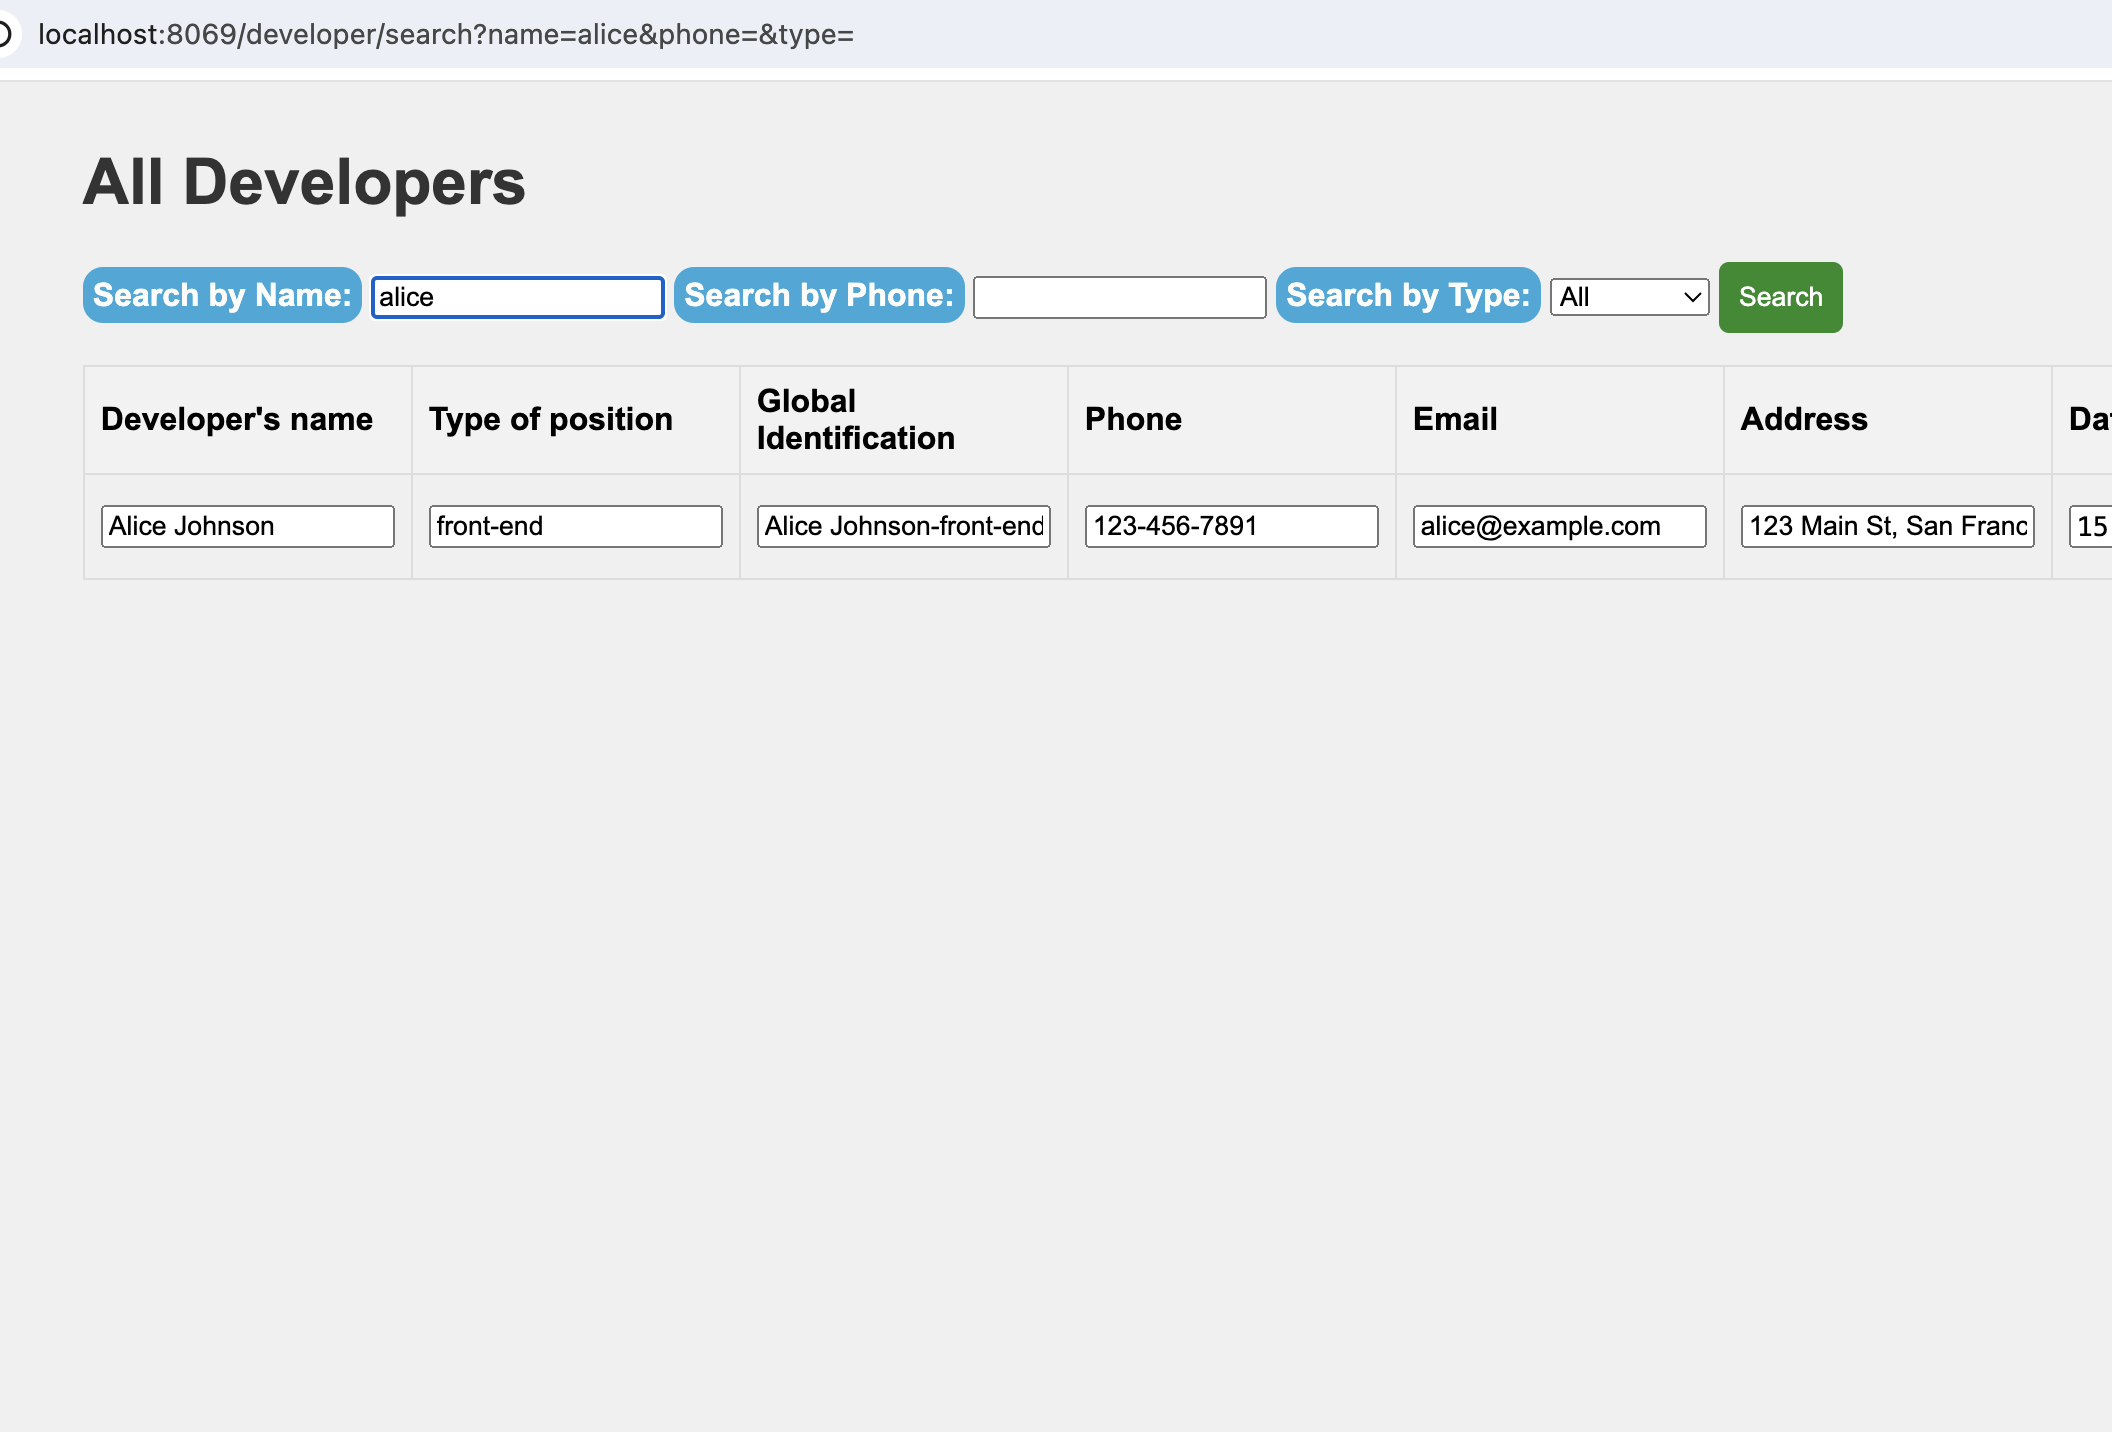 localhost:8069/developer/search?name=alice&phone=&type=
All Developers
Search by Name: alice Search by Phone: Search by Type: All Search
Developer's name Type of position Global Identification Phone Email Address Da
Alice Johnson front-end Alice Johnson-front-end 123-456-7891 alice@example.com 123 Main St, San Franc 15